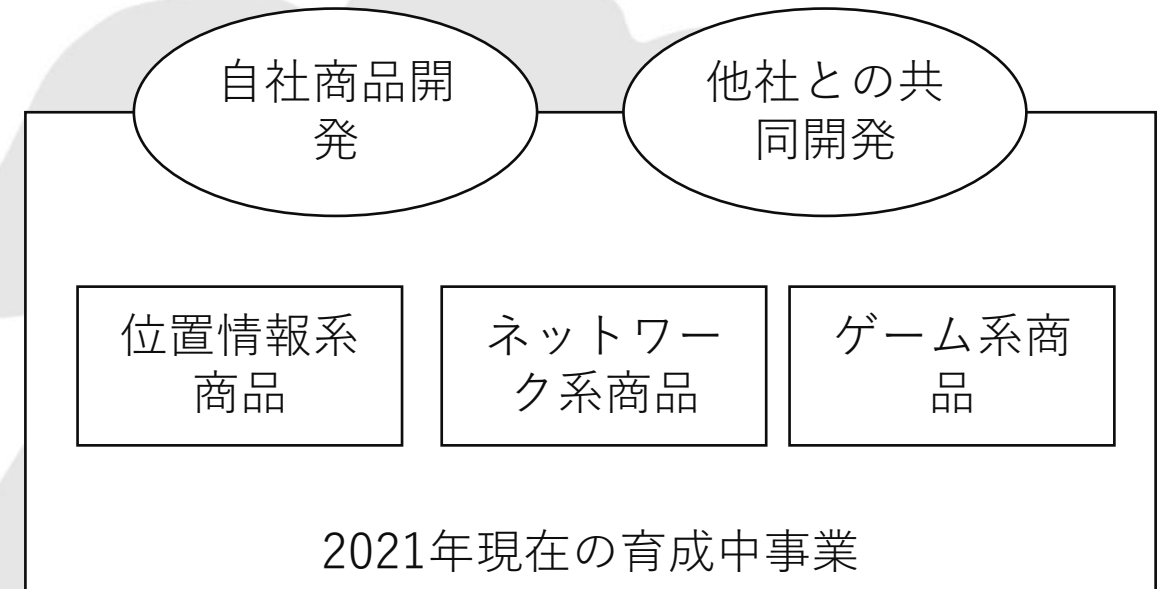 自社商品開
発
他社との共
同開発
位置情報系
商品
ネットワー
ク系商品
ゲーム系商
品
2021年現在の育成中事業